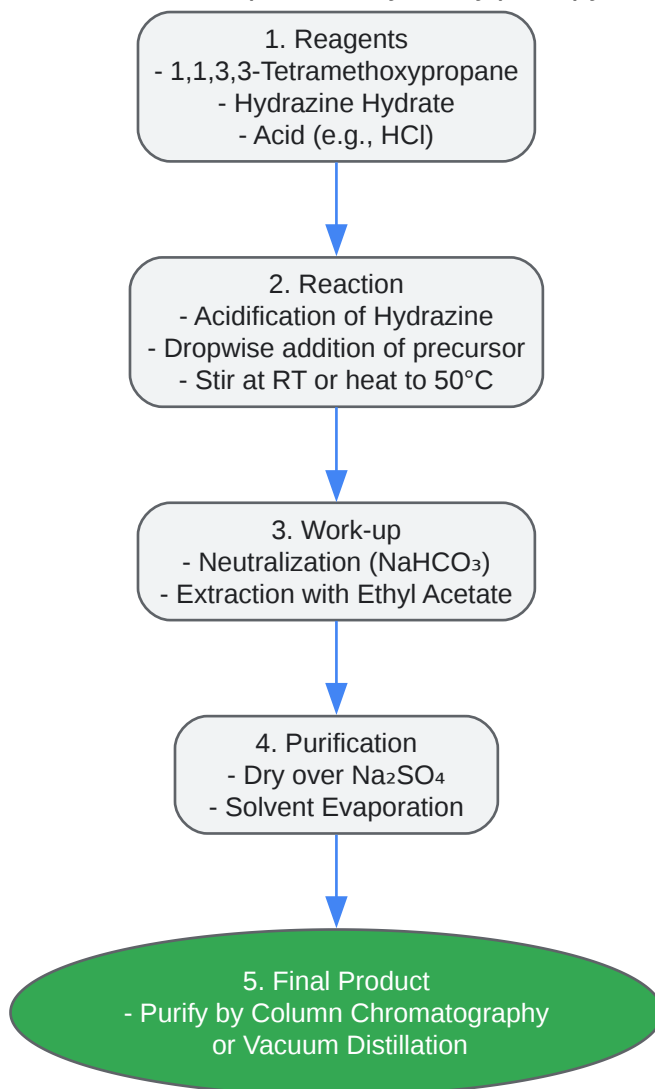 1. Reagents
- 1,1,3,3-Tetramethoxypropane
- Hydrazine Hydrate
- Acid (e.g., HCl)
2. Reaction
- Acidification of Hydrazine
- Dropwise addition of precursor
- Stir at RT or heat to 50°C
3. Work-up
- Neutralization (NaHCO₃)
- Extraction with Ethyl Acetate
4. Purification
- Dry over Na₂SO₄
- Solvent Evaporation
5. Final Product
- Purify by Column Chromatography
or Vacuum Distillation